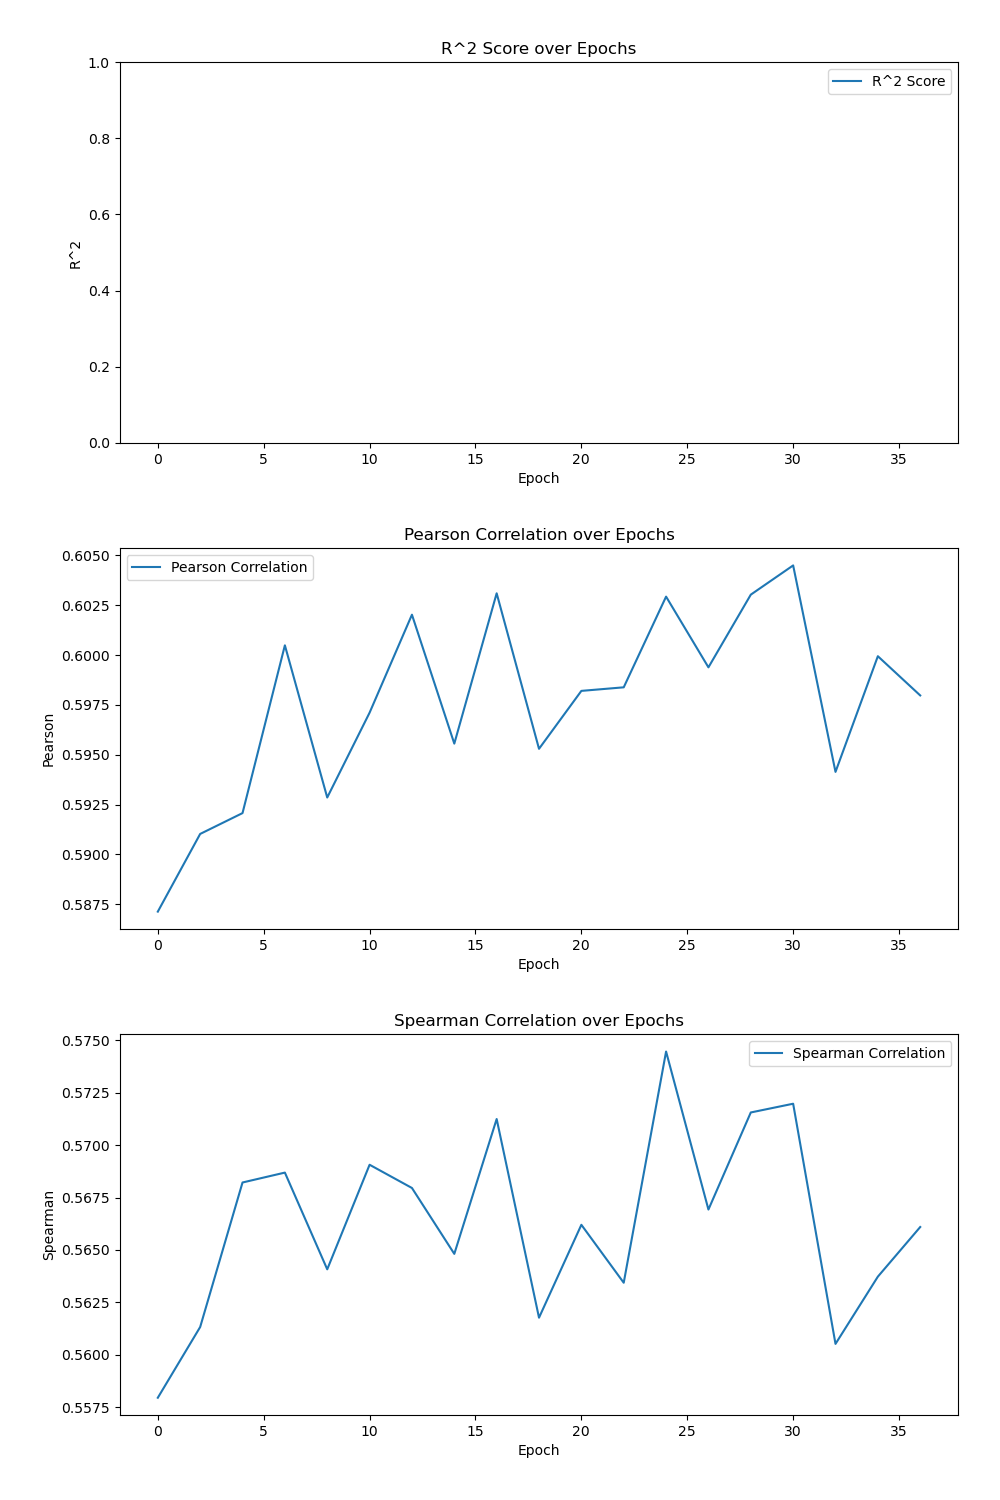 R^2 Score over Epochs
1.0
R^2 Score
0.8
0.6
R^2
0.4
0.2
0.0
0 5 10 15 20 25 30 35
Epoch
Pearson Correlation over Epochs
0.6050
Pearson Correlation
0.6025
0.6000
0.5975
Pearson
0.5950
0.5925
0.5900
0.5875
0 5 10 15 20 25 30 35
Epoch
Spearman Correlation over Epochs
0.5750
Spearman Correlation
0.5725
0.5700
0.5675
Spearman
0.5650
0.5625
0.5600
0.5575
0 5 10 15 20 25 30 35
Epoch